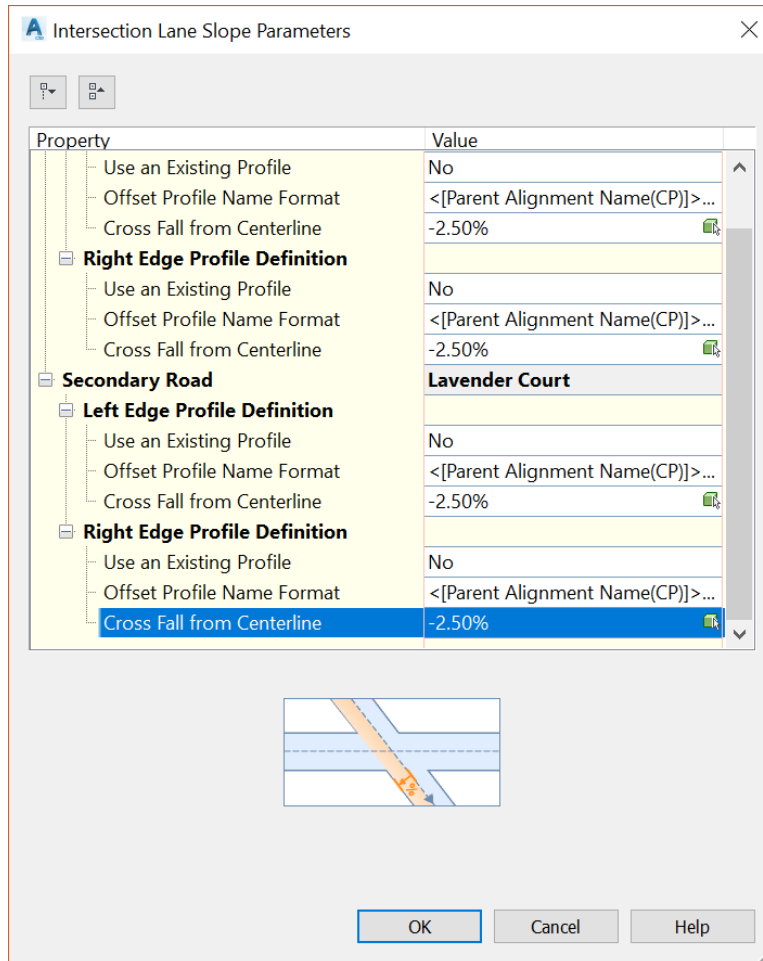 Intersection Lane Slope Parameters
Property Value
Use an Existing Profile No
Offset Profile Name Format <[Parent Alignment Name(CP)]>...
Cross Fall from Centerline -2.50%
Right Edge Profile Definition
Use an Existing Profile No
Offset Profile Name Format <[Parent Alignment Name(CP)]>...
Cross Fall from Centerline -2.50%
Secondary Road Lavender Court
Left Edge Profile Definition
Use an Existing Profile No
Offset Profile Name Format <[Parent Alignment Name(CP)]>...
Cross Fall from Centerline -2.50%
Right Edge Profile Definition
Use an Existing Profile No
Offset Profile Name Format <[Parent Alignment Name(CP)]>...
Cross Fall from Centerline -2.50%
%
OK Cancel Help